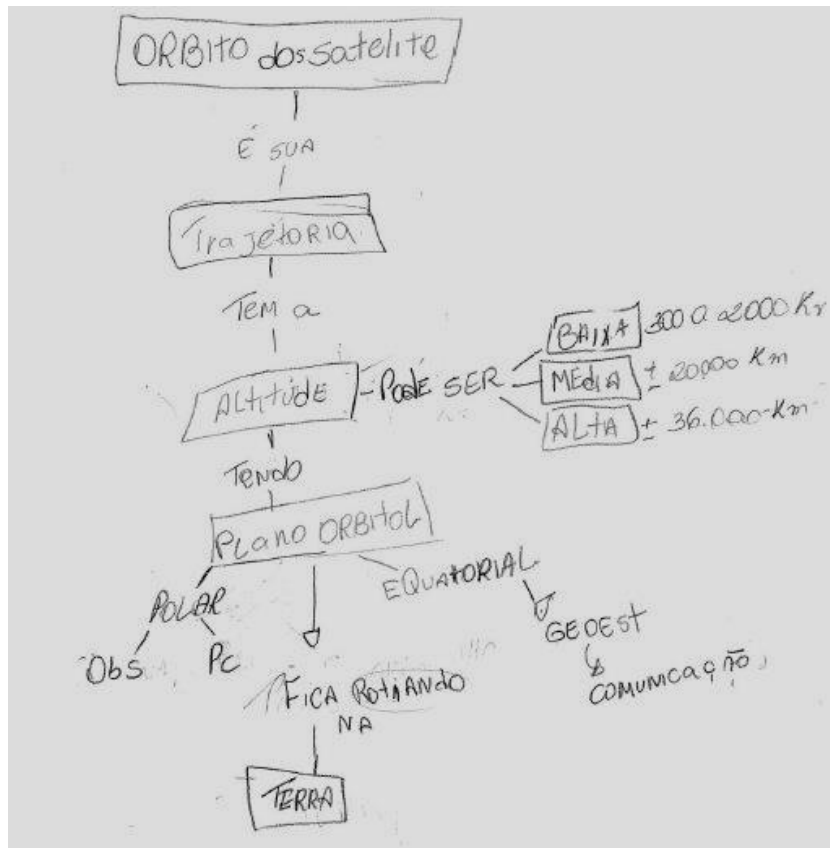 ORBITO dos Satelite
É SUA
TrajetORIA
TEM a
ALtitUdE - PodE SER
BAIXA 300 a 2000 Km
MÉdIA ± 20000 Km
ALtA ± 36.000 Km
TENdo
PLano ORBITOL
POLAR
EQUAtORIAL
Obs
Pc
GEOESt
COMUNICAÇÃO
FICA ROtIANdo
NA
TERRA